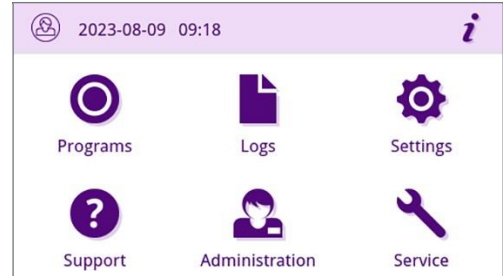 2023-08-09 09:18 i
Programs Logs Settings
Support Administration Service